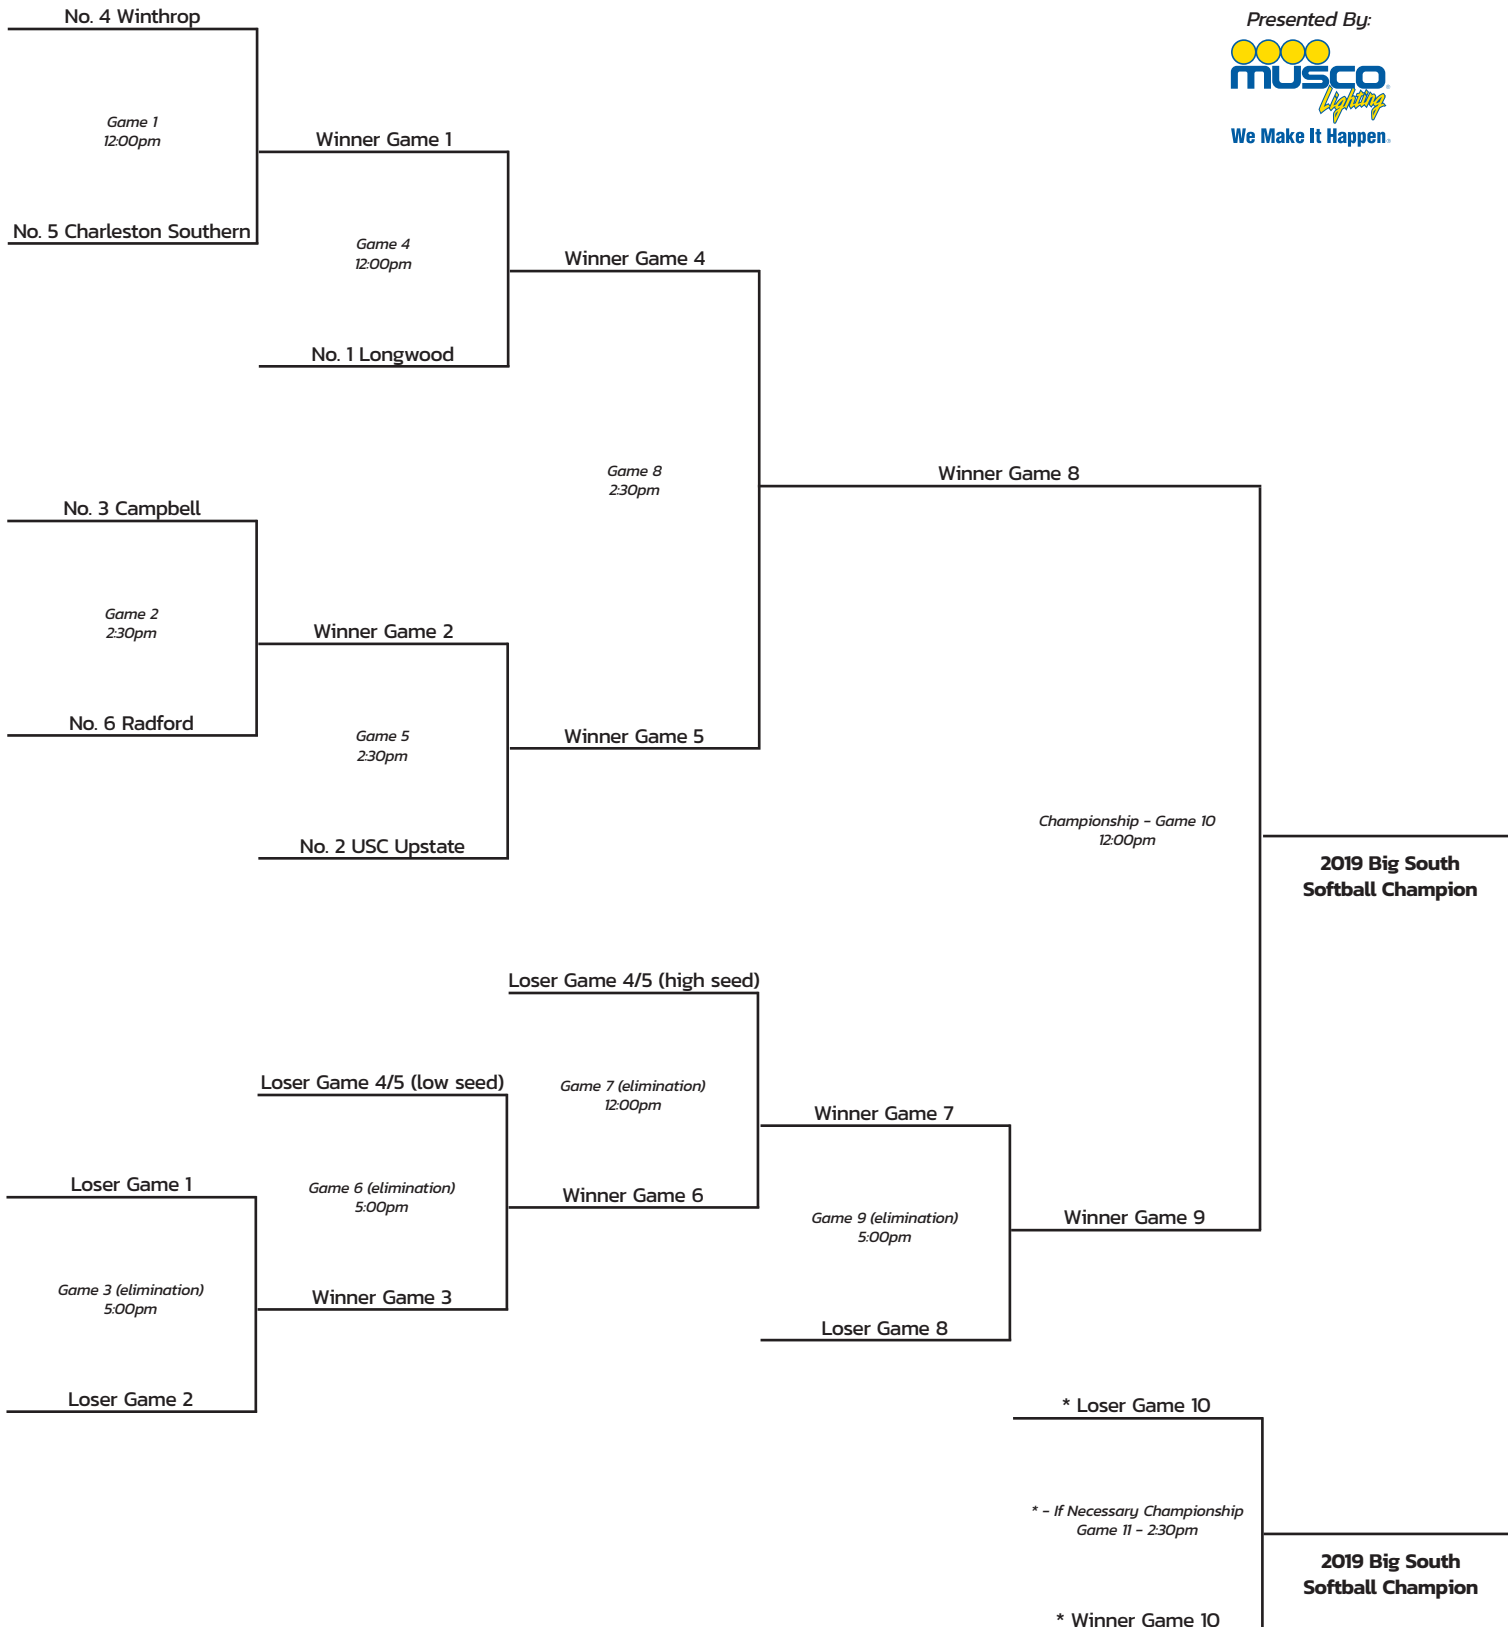 No. 4 Winthrop
Presented By:
musco
Lighting
We Make It Happen®
Game 1
12:00pm
Winner Game 1
No. 5 Charleston Southern
Game 4
12:00pm
Winner Game 4
No. 1 Longwood
Game 8
2:30pm
Winner Game 8
No. 3 Campbell
Game 2
2:30pm
Winner Game 2
No. 6 Radford
Game 5
2:30pm
Winner Game 5
No. 2 USC Upstate
Championship - Game 10
12:00pm
2019 Big South
Softball Champion
Loser Game 4/5 (high seed)
Loser Game 4/5 (low seed)
Game 7 (elimination)
12:00pm
Winner Game 7
Loser Game 1
Game 6 (elimination)
5:00pm
Winner Game 6
Game 9 (elimination)
5:00pm
Winner Game 9
Game 3 (elimination)
5:00pm
Winner Game 3
Loser Game 8
Loser Game 2
* Loser Game 10
* - If Necessary Championship
Game 11 - 2:30pm
2019 Big South
Softball Champion
* Winner Game 10